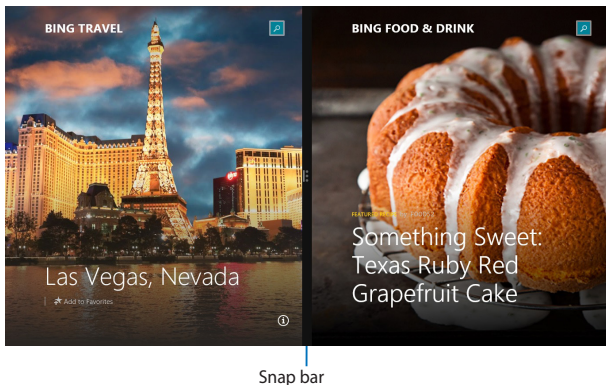 BING TRAVEL
Las Vegas, Nevada
Add to Favorites
BING FOOD & DRINK
FEATURED
Something Sweet:
Texas Ruby Red
Grapefruit Cake
Snap bar